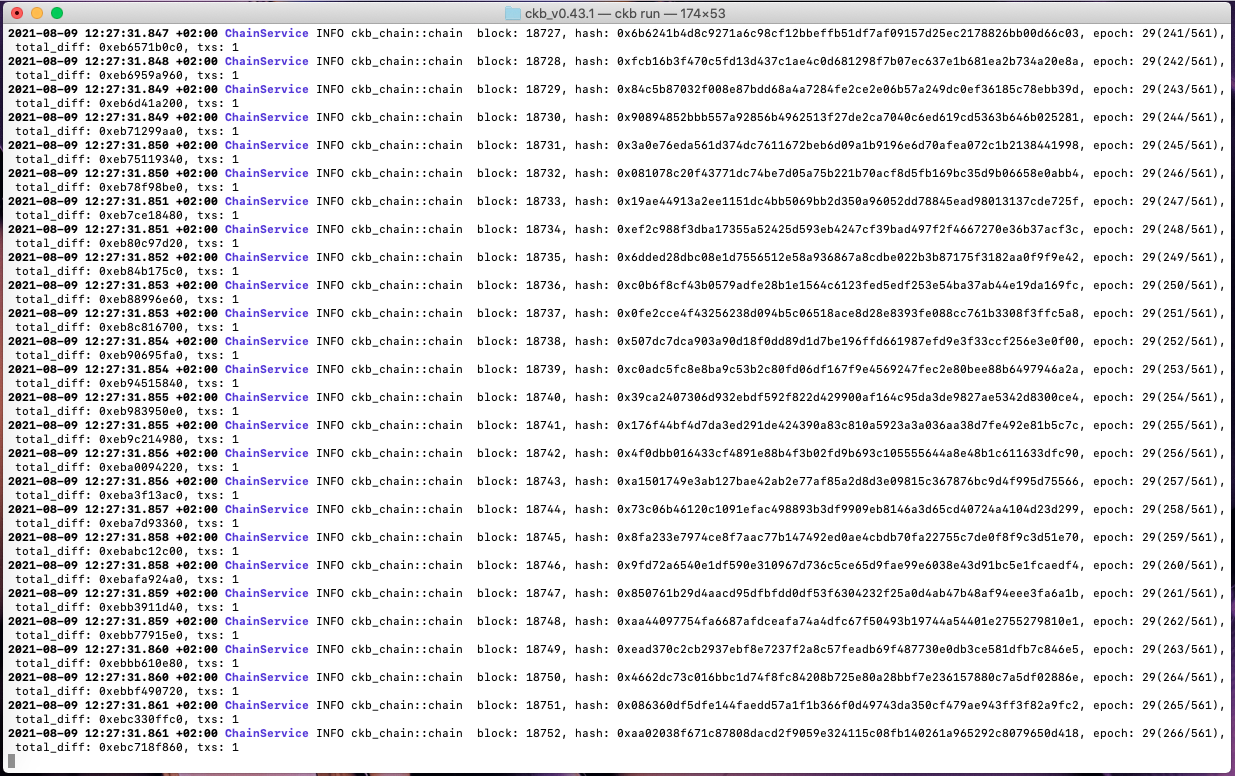 ckb_v0.43.1 — ckb run — 174×53
2021-08-09 12:27:31.847 +02:00 ChainService INFO ckb_chain::chain  block: 18727, hash: 0x6b6241b4d8c9271a6c98cf12bbeffb51df7af09157d25ec2178826bb00d66c03, epoch: 29(241/561),
total_diff: 0xeb6571b0c0, txs: 1
2021-08-09 12:27:31.848 +02:00 ChainService INFO ckb_chain::chain  block: 18728, hash: 0xfcb16b3f470c5fd13d437c1ae4c0d681298f7b07ec637e1b681ea2b734a20e8a, epoch: 29(242/561),
total_diff: 0xeb6959a960, txs: 1
2021-08-09 12:27:31.849 +02:00 ChainService INFO ckb_chain::chain  block: 18729, hash: 0x84c5b87032f008e87bdd68a4a7284fe2ce2e06b57a249dc0ef36185c78ebb39d, epoch: 29(243/561),
total_diff: 0xeb6d41a200, txs: 1
2021-08-09 12:27:31.849 +02:00 ChainService INFO ckb_chain::chain  block: 18730, hash: 0x90894852bbb557a92856b4962513f27de2ca7040c6ed619cd5363b646b025281, epoch: 29(244/561),
total_diff: 0xeb71299aa0, txs: 1
2021-08-09 12:27:31.850 +02:00 ChainService INFO ckb_chain::chain  block: 18731, hash: 0x3a0e76eda561d374dc7611672beb6d09a1b9196e6d70afea072c1b2138441998, epoch: 29(245/561),
total_diff: 0xeb75119340, txs: 1
2021-08-09 12:27:31.850 +02:00 ChainService INFO ckb_chain::chain  block: 18732, hash: 0x081078c20f43771dc74be7d05a75b221b70acf8d5fb169bc35d9b06658e0abb4, epoch: 29(246/561),
total_diff: 0xeb78f98be0, txs: 1
2021-08-09 12:27:31.851 +02:00 ChainService INFO ckb_chain::chain  block: 18733, hash: 0x19ae44913a2ee1151dc4bb5069bb2d350a96052dd78845ead98013137cde725f, epoch: 29(247/561),
total_diff: 0xeb7ce18480, txs: 1
2021-08-09 12:27:31.851 +02:00 ChainService INFO ckb_chain::chain  block: 18734, hash: 0xef2c988f3dba17355a52425d593eb4247cf39bad497f2f4667270e36b37acf3c, epoch: 29(248/561),
total_diff: 0xeb80c97d20, txs: 1
2021-08-09 12:27:31.852 +02:00 ChainService INFO ckb_chain::chain  block: 18735, hash: 0x6dded28dbc08e1d7556512e58a936867a8cdbe022b3b87175f3182aa0f9f9e42, epoch: 29(249/561),
total_diff: 0xeb84b175c0, txs: 1
2021-08-09 12:27:31.853 +02:00 ChainService INFO ckb_chain::chain  block: 18736, hash: 0xc0b6f8cf43b0579adfe28b1e1564c6123fed5edf253e54ba37ab44e19da169fc, epoch: 29(250/561),
total_diff: 0xeb88996e60, txs: 1
2021-08-09 12:27:31.853 +02:00 ChainService INFO ckb_chain::chain  block: 18737, hash: 0x0fe2cce4f43256238d094b5c06518ace8d28e8393fe088cc761b3308f3ffc5a8, epoch: 29(251/561),
total_diff: 0xeb8c816700, txs: 1
2021-08-09 12:27:31.854 +02:00 ChainService INFO ckb_chain::chain  block: 18738, hash: 0x507dc7dca903a90d18f0dd89d1d7be196ffd661987efd9e3f33ccf256e3e0f00, epoch: 29(252/561),
total_diff: 0xeb90695fa0, txs: 1
2021-08-09 12:27:31.854 +02:00 ChainService INFO ckb_chain::chain  block: 18739, hash: 0xc0adc5fc8e8ba9c53b2c80fd06df167f9e4569247fec2e80bee88b6497946a2a, epoch: 29(253/561),
total_diff: 0xeb94515840, txs: 1
2021-08-09 12:27:31.855 +02:00 ChainService INFO ckb_chain::chain  block: 18740, hash: 0x39ca2407306d932ebdf592f822d429900af164c95da3de9827ae5342d8300ce4, epoch: 29(254/561),
total_diff: 0xeb983950e0, txs: 1
2021-08-09 12:27:31.855 +02:00 ChainService INFO ckb_chain::chain  block: 18741, hash: 0x176f44bf4d7da3ed291de424390a83c810a5923a3a036aa38d7fe492e81b5c7c, epoch: 29(255/561),
total_diff: 0xeb9c214980, txs: 1
2021-08-09 12:27:31.856 +02:00 ChainService INFO ckb_chain::chain  block: 18742, hash: 0x4f0dbb016433cf4891e88b4f3b02fd9b693c105555644a8e48b1c611633dfc90, epoch: 29(256/561),
total_diff: 0xeba0094220, txs: 1
2021-08-09 12:27:31.856 +02:00 ChainService INFO ckb_chain::chain  block: 18743, hash: 0xa1501749e3ab127bae42ab2e77af85a2d8d3e09815c367876bc9d4f995d75566, epoch: 29(257/561),
total_diff: 0xeba3f13ac0, txs: 1
2021-08-09 12:27:31.857 +02:00 ChainService INFO ckb_chain::chain  block: 18744, hash: 0x73c06b46120c1091efac498893b3df9909eb8146a3d65cd40724a4104d23d299, epoch: 29(258/561),
total_diff: 0xeba7d93360, txs: 1
2021-08-09 12:27:31.858 +02:00 ChainService INFO ckb_chain::chain  block: 18745, hash: 0x8fa233e7974ce8f7aac77b147492ed0ae4cbdb70fa22755c7de0f8f9c3d51e70, epoch: 29(259/561),
total_diff: 0xebabc12c00, txs: 1
2021-08-09 12:27:31.858 +02:00 ChainService INFO ckb_chain::chain  block: 18746, hash: 0x9fd72a6540e1df590e310967d736c5ce65d9fae99e6038e43d91bc5e1fcaedf4, epoch: 29(260/561),
total_diff: 0xebafa924a0, txs: 1
2021-08-09 12:27:31.859 +02:00 ChainService INFO ckb_chain::chain  block: 18747, hash: 0x850761b29d4aacd95dfbfdd0df53f6304232f25a0d4ab47b48af94eee3fa6a1b, epoch: 29(261/561),
total_diff: 0xebb3911d40, txs: 1
2021-08-09 12:27:31.859 +02:00 ChainService INFO ckb_chain::chain  block: 18748, hash: 0xaa44097754fa6687afdceafa74a4dfc67f50493b19744a54401e2755279810e1, epoch: 29(262/561),
total_diff: 0xebb77915e0, txs: 1
2021-08-09 12:27:31.860 +02:00 ChainService INFO ckb_chain::chain  block: 18749, hash: 0xead370c2cb2937ebf8e7237f2a8c57feadb69f487730e0db3ce581dfb7c846e5, epoch: 29(263/561),
total_diff: 0xebbb610e80, txs: 1
2021-08-09 12:27:31.860 +02:00 ChainService INFO ckb_chain::chain  block: 18750, hash: 0x4662dc73c016bbc1d74f8fc84208b725e80a28bbf7e236157880c7a5df02886e, epoch: 29(264/561),
total_diff: 0xebbf490720, txs: 1
2021-08-09 12:27:31.861 +02:00 ChainService INFO ckb_chain::chain  block: 18751, hash: 0x086360df5dfe144faedd57a1f1b366f0d49743da350cf479ae943ff3f82a9fc2, epoch: 29(265/561),
total_diff: 0xebc330ffc0, txs: 1
2021-08-09 12:27:31.861 +02:00 ChainService INFO ckb_chain::chain  block: 18752, hash: 0xaa02038f671c87808dacd2f9059e324115c08fb140261a965292c8079650d418, epoch: 29(266/561),
total_diff: 0xebc718f860, txs: 1